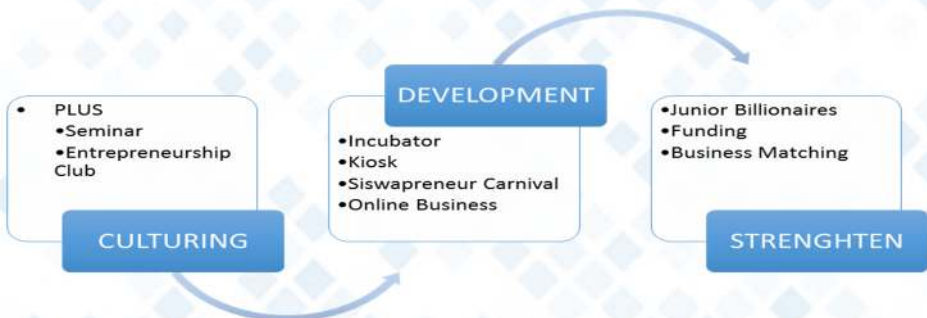 • PLUS
•Seminar
•Entrepreneurship
Club
CULTURING
DEVELOPMENT
•Incubator
•Kiosk
•Siswapreneur Carnival
•Online Business
•Junior Billionaires
•Funding
•Business Matching
STRENGHTEN